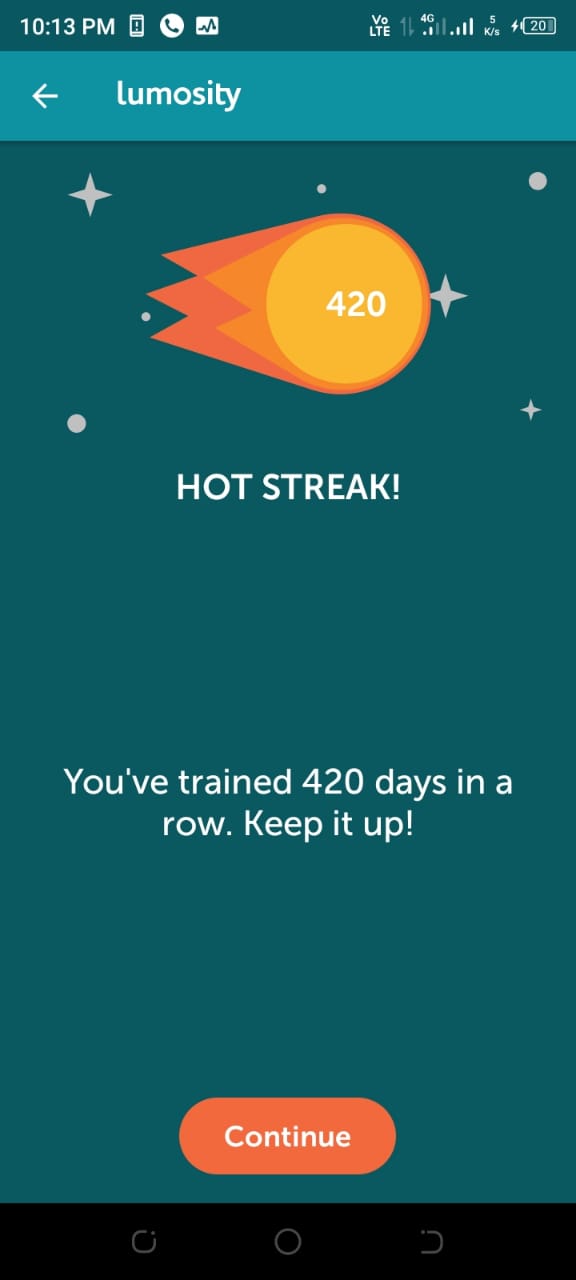 10:13 PM Vo LTE 4G 5 K/s 20
lumosity
420
HOT STREAK!
You've trained 420 days in a
row. Keep it up!
Continue